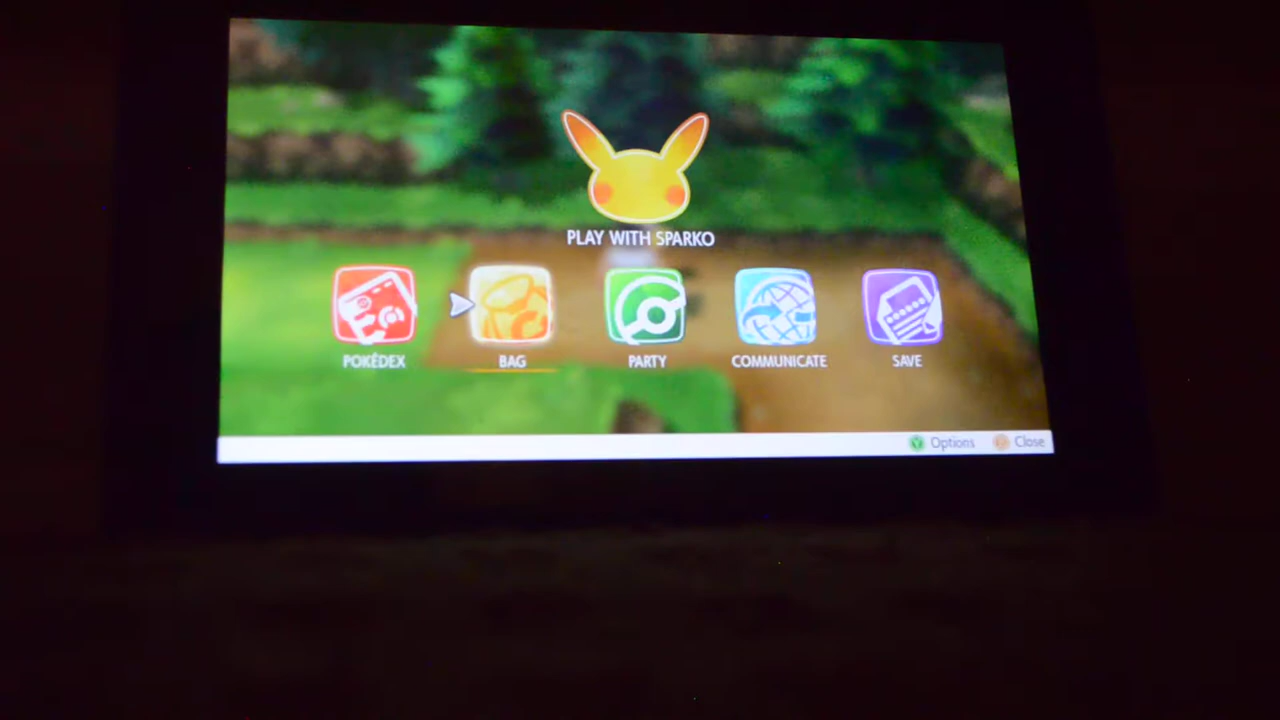 PLAY WITH SPARKO
POKÉDEX
BAG
PARTY
COMMUNICATE
SAVE
Y Options
Close